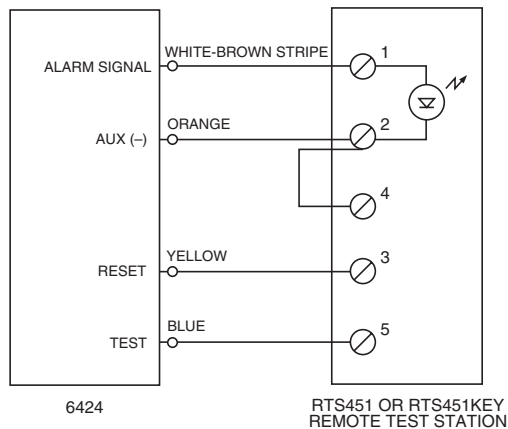 WHITE-BROWN STRIPE
1
ALARM SIGNAL
ORANGE
2
AUX (–)
4
YELLOW
3
RESET
BLUE
5
TEST
6424
RTS451 OR RTS451KEY
REMOTE TEST STATION